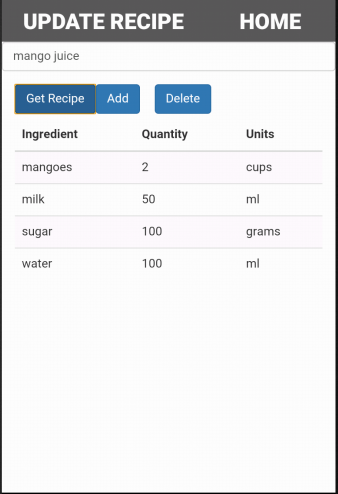 UPDATE RECIPE HOME
mango juice
Get Recipe Add Delete
Ingredient Quantity Units
mangoes 2 cups
milk 50 ml
sugar 100 grams
water 100 ml